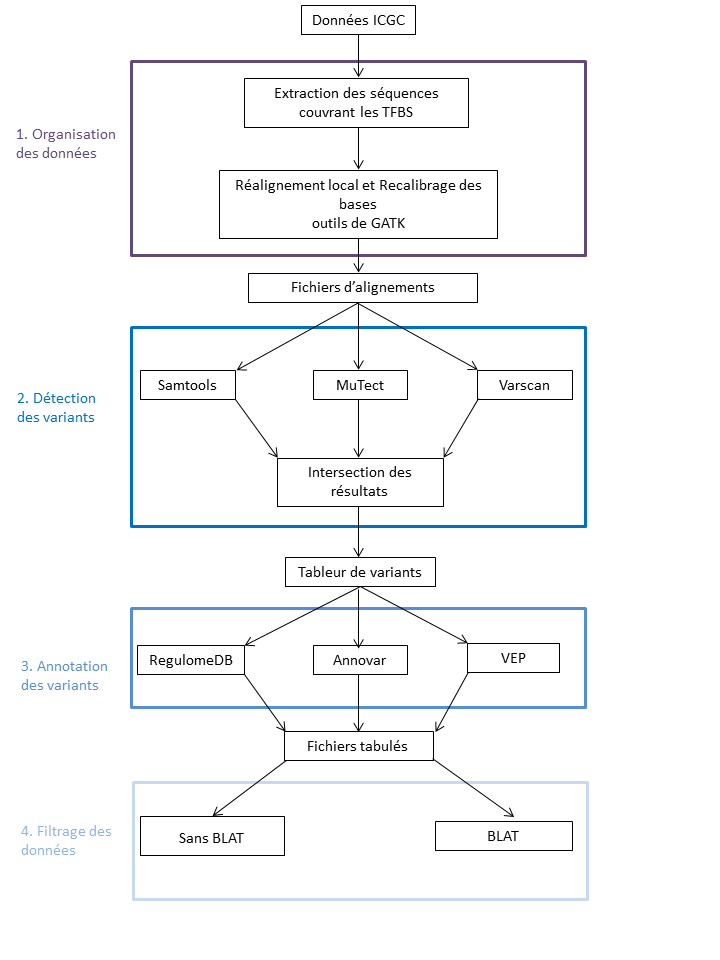 Données ICGC
1. Organisation
des données
Extraction des séquences
couvrant les TFBS
Réalignement local et Recalibrage des
bases
outils de GATK
Fichiers d’alignements
2. Détection
des variants
Samtools
MuTect
Varscan
Intersection des
résultats
Tableur de variants
3. Annotation
des variants
RegulomeDB
Annovar
VEP
Fichiers tabulés
4. Filtrage des
données
Sans BLAT
BLAT